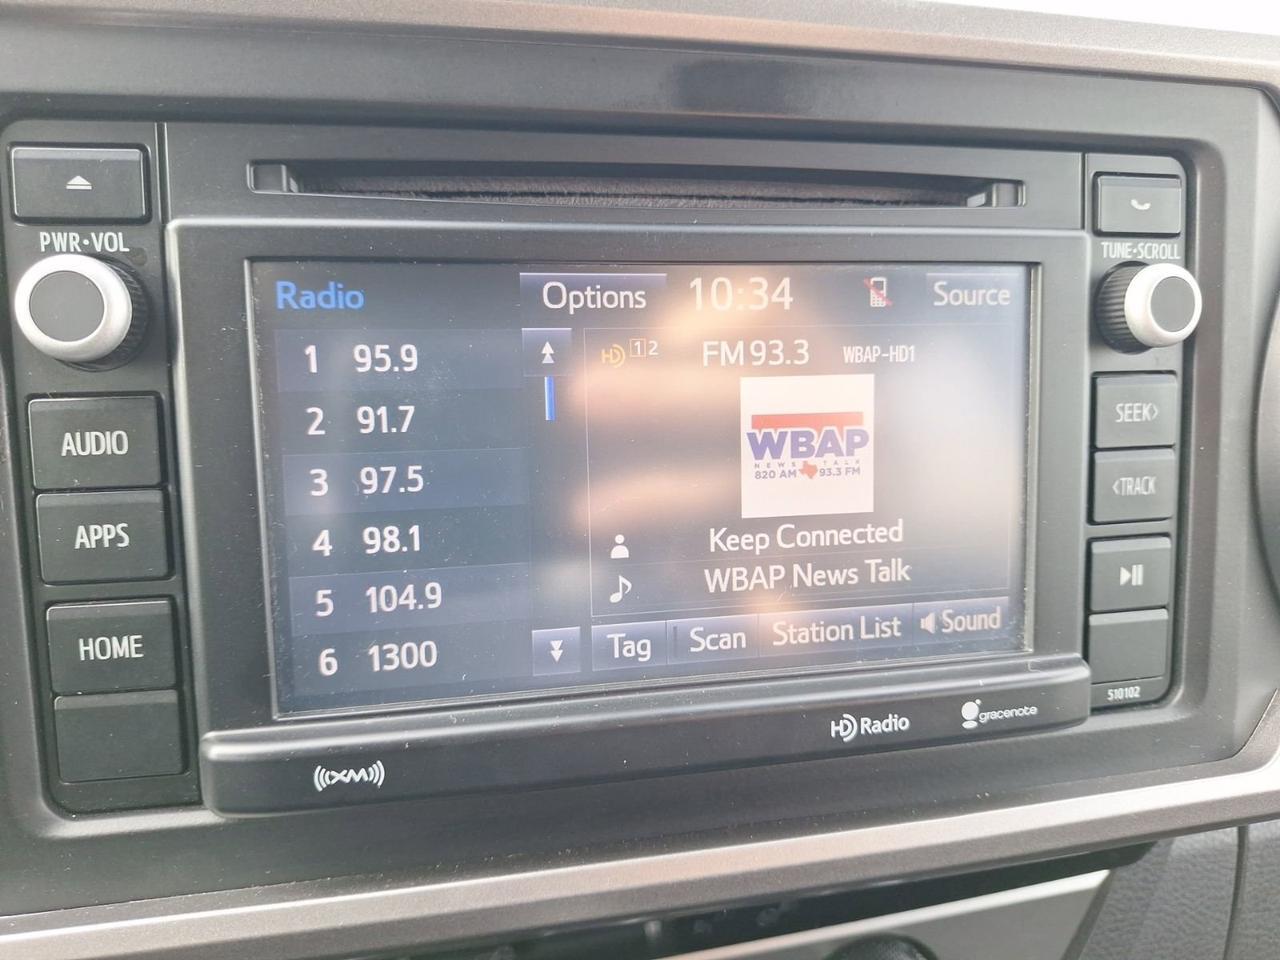 PWR•VOL
AUDIO
APPS
HOME
Radio
Options
10:34
Source
1 95.9
2 91.7
3 97.5
4 98.1
5 104.9
6 1300
HD 1 2
FM 93.3
WBAP-HD1
WBAP
NEWS TALK
820 AM 93.3 FM
Keep Connected
WBAP News Talk
Tag
Scan
Station List
Sound
TUNE•SCROLL
SEEK>
<TRACK
510102
((XM))
HD Radio
gracenote